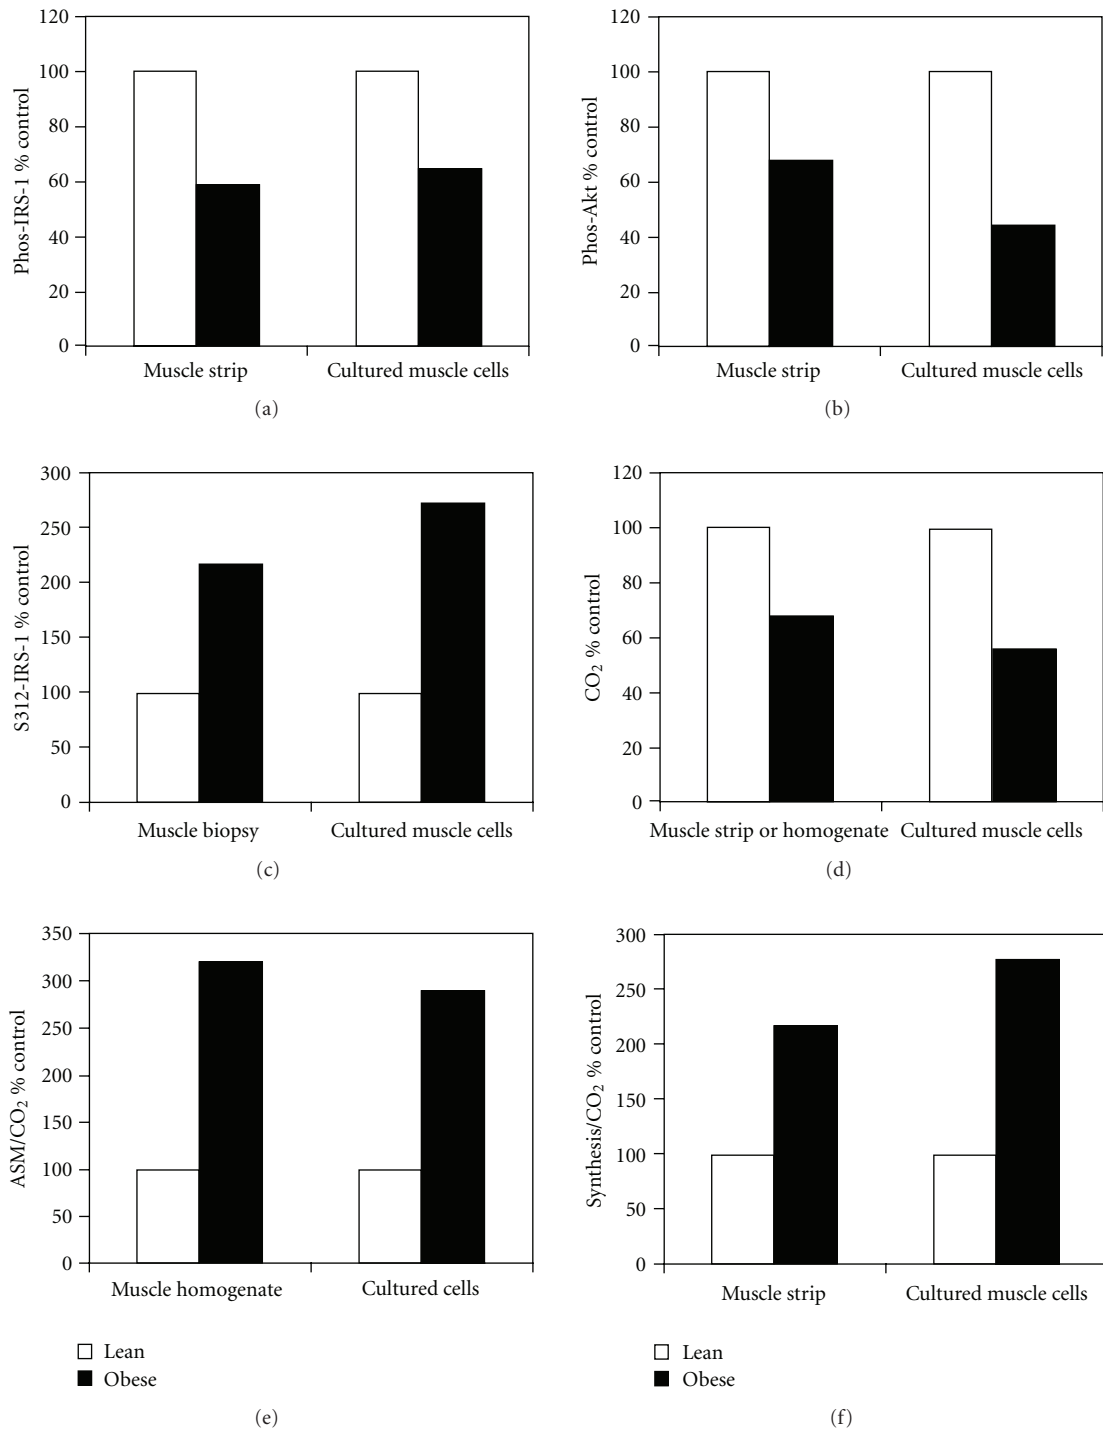 120
100
80
60
40
20
0
Phos-IRS-1 % control
Muscle strip
Cultured muscle cells
(a)
120
100
80
60
40
20
0
Phos-Akt % control
Muscle strip
Cultured muscle cells
(b)
300
250
200
150
100
50
0
S312-IRS-1 % control
Muscle biopsy
Cultured muscle cells
(c)
120
100
80
60
40
20
0
CO₂ % control
Muscle strip or homogenate
Cultured muscle cells
(d)
350
300
250
200
150
100
50
0
ASM/CO₂ % control
Muscle homogenate
Cultured cells
Lean
Obese
(e)
300
250
200
150
100
50
0
Synthesis/CO₂ % control
Muscle strip
Cultured muscle cells
Lean
Obese
(f)